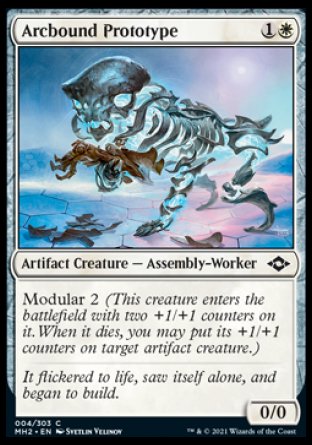 Arcbound Prototype 1
Artifact Creature — Assembly-Worker
Modular 2 (This creature enters the
battlefield with two +1/+1 counters on
it. When it dies, you may put its +1/+1
counters on target artifact creature.)
It flickered to life, saw itself alone, and
began to build.
0/0
004/303 C
MH2 • EN Svetlin Velinov ™ & © 2021 Wizards of the Coast